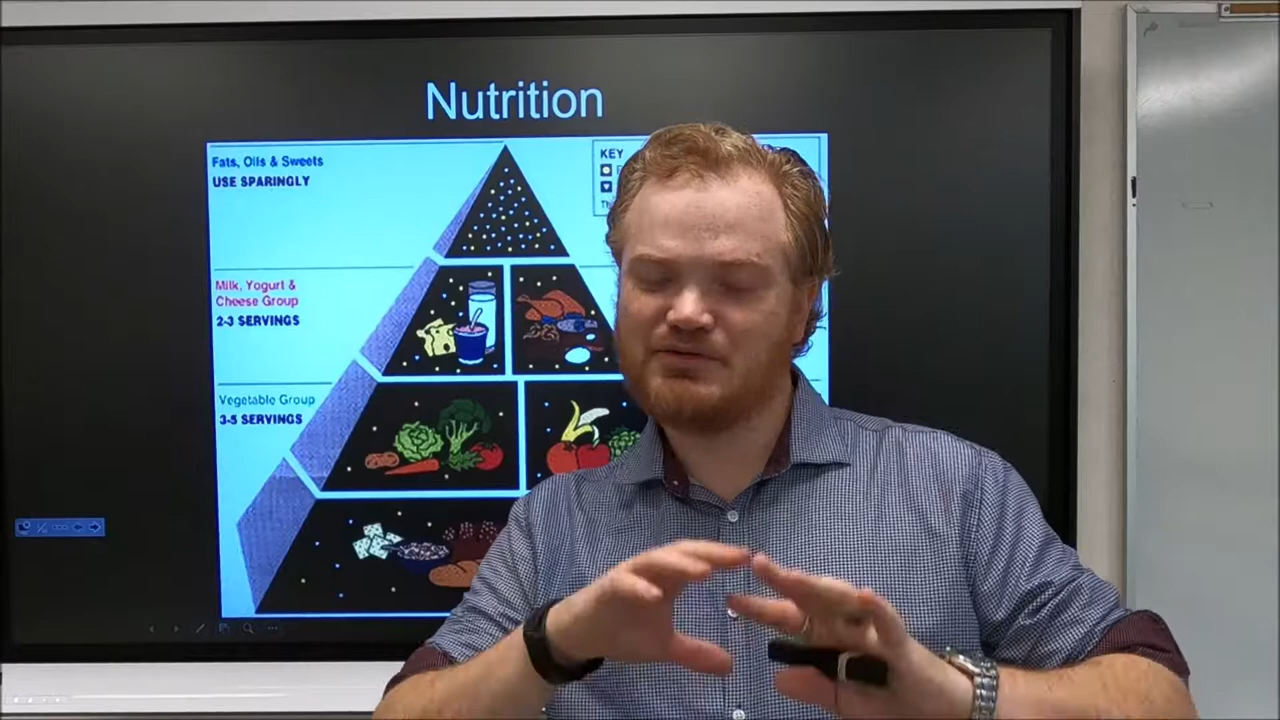 Nutrition
Fats, Oils & Sweets
USE SPARINGLY
KEY
Milk, Yogurt &
Cheese Group
2-3 SERVINGS
Vegetable Group
3-5 SERVINGS